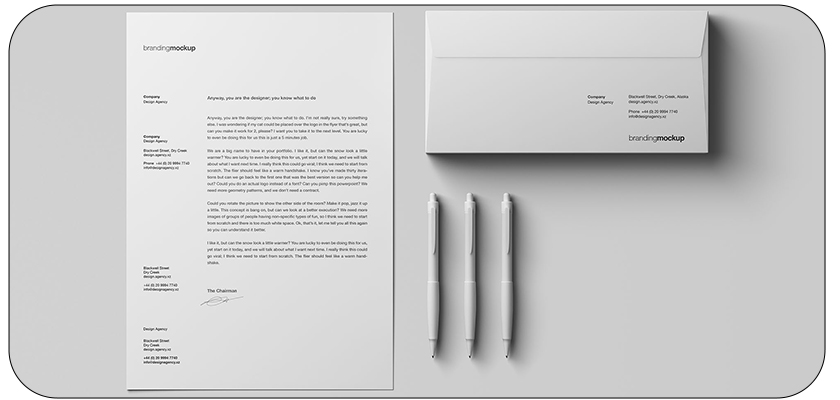 brandingmockup
Company
Design Agency
Anyway, you are the designer; you know what to do
Anyway, you are the designer; you know what to do. I'm not really sure, try something
else. I was wondering if my cat could be placed over the logo in the flyer that's great, but
can you make it work for 3, please? I want you to take it to the next level. You are lucky
to even be doing this for us this is just a 5 minutes job.
Company
Design Agency
Blackwell Street, Dry Creek
Phone +44 (0) 20 9994 7740
info@designagency.xz
We are a big name to have in your portfolio. I like it, but can the snow look a little
warmer? You are lucky to even be doing this for us, yet start on it today, and we will talk
about what I want next time. I really think this could go viral, I think we need to start from
scratch. The flier should feel like a warm handshake. I know you've made thirty itera-
tions but can we go back to the first one that was the best version so can you help me
out? Could you do an actual logo instead of a font? Can you pimp this powerpoint? We
need more geometry patterns, and we don't need a contract.
Could you rotate the picture to show the other side of the room? Make it pop, jazz it up
a little. This concept is bang on, but can we look at a better execution? We need more
images of groups of people having non-specific types of fun, so I think we need to start
from scratch and there is too much white space. Ok, that's it, let me tell you all this again
so you can understand it better.
I like it, but can the snow look a little warmer? You are lucky to even be doing this for us,
yet start on it today, and we will talk about what I want next time. I really think this could
go viral, I think we need to start from scratch. The flier should feel like a warm hand-
shake.
Blackwell Street
Dry Creek
design.agency.xz
+44 (0) 20 9994 7740
info@designagency.xz
The Chairman
Design Agency
Blackwell Street
Dry Creek
design.agency.xz
+44 (0) 20 9994 7740
info@designagency.xz
Company
Design Agency
Blackwell Street, Dry Creek, Alaska
design.agency.xz
Phone +44 (0) 20 9994 7740
info@designagency.xz
brandingmockup